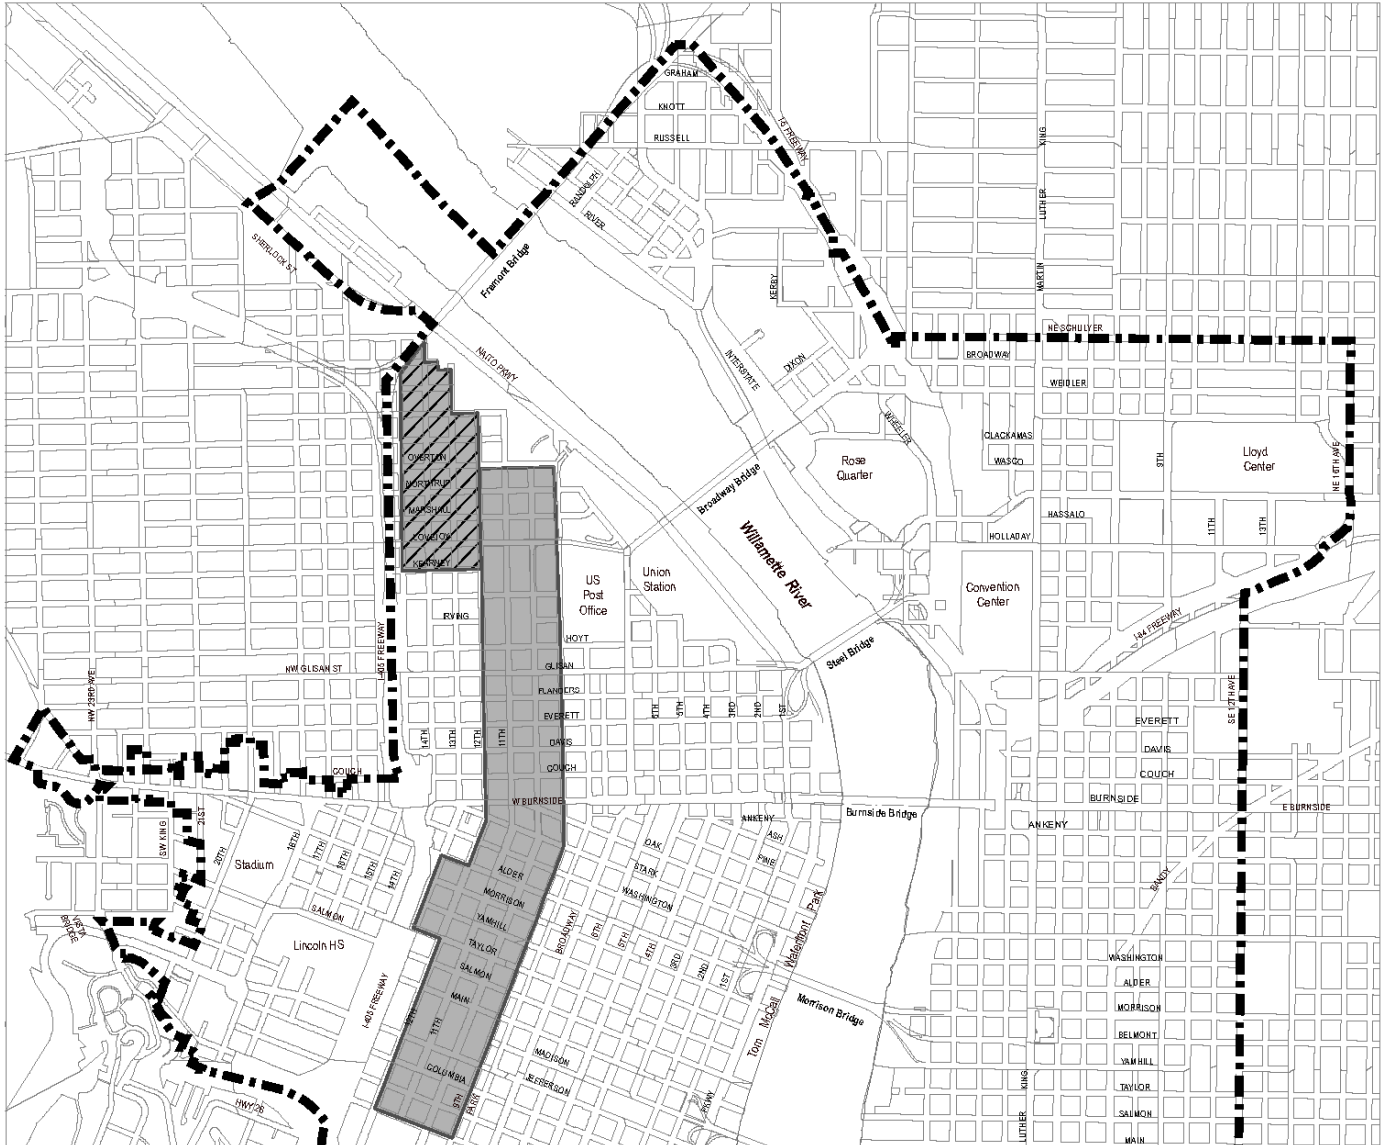 GRAHAM
KNOTT
RUSSELL
I-5 FREEWAY
KING
LUTHER
MARTIN
RANDOLPH
RIVER
SHERLOCK ST
Fremont Bridge
KERBY
NE SCHULYER
BROADWAY
NAITO PKWY
INTERSTATE
DIXON
WEIDLER
WHEELER
CLACKAMAS
WASCO
9TH
Lloyd
Center
NE 16TH AVE
OVERTON
NORTHRUP
MARSHALL
LOVEJOY
KEARNEY
Rose
Quarter
Broadway Bridge
Willamette River
HASSALO
11TH
13TH
HOLLADAY
US
Post
Office
Union
Station
Convention
Center
IRVING
HOYT
I-405 FREEWAY
I-84 FREEWAY
Steel Bridge
NW GLISAN ST
GLISAN
NW 23RD AVE
FLANDERS
EVERETT
DAVIS
COUCH
14TH
13TH
12TH
11TH
6TH
5TH
4TH
3RD
2ND
1ST
SE 12TH AVE
EVERETT
DAVIS
COUCH
COUCH
W BURNSIDE
BURNSIDE
E BURNSIDE
Burnside Bridge
ANKENY
ANKENY
ASH
PINE
OAK
STARK
WASHINGTON
SW KING
21ST
20TH
Stadium
18TH
17TH
16TH
15TH
14TH
SALMON
ALDER
MORRISON
YAMHILL
TAYLOR
SALMON
MAIN
COLUMBIA
12TH
11TH
9TH
PARK
SANDY
VISTA
BRIDGE
Lincoln HS
I-405 FREEWAY
BROADWAY
6TH
5TH
4TH
3RD
2ND
1ST
Tom McCall Waterfront Park
Morrison Bridge
WASHINGTON
ALDER
MORRISON
BELMONT
YAMHILL
TAYLOR
SALMON
MAIN
MADISON
JEFFERSON
PKWY
HWY 26
KING
LUTHER